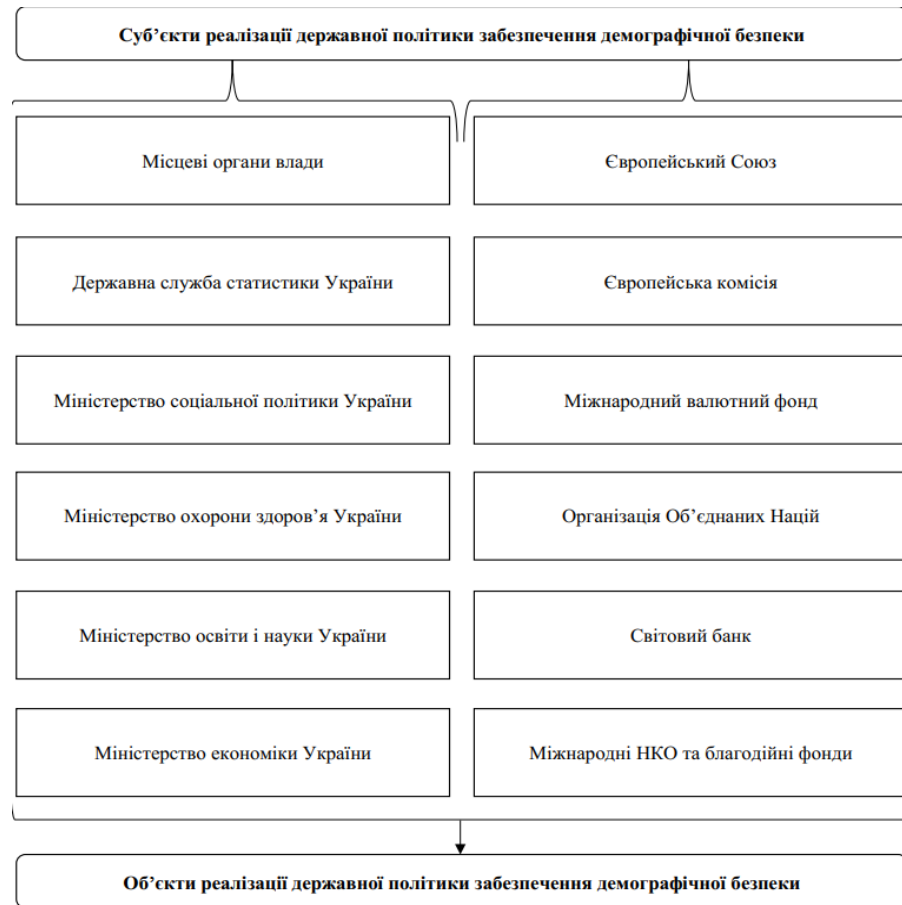 Суб’єкти реалізації державної політики забезпечення демографічної безпеки
Місцеві органи влади
Європейський Союз
Державна служба статистики України
Європейська комісія
Міністерство соціальної політики України
Міжнародний валютний фонд
Міністерство охорони здоров’я України
Організація Об’єднаних Націй
Міністерство освіти і науки України
Світовий банк
Міністерство економіки України
Міжнародні НКО та благодійні фонди
Об’єкти реалізації державної політики забезпечення демографічної безпеки